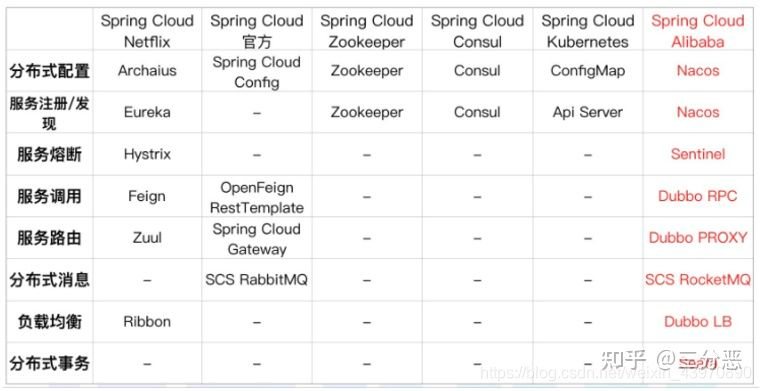 Spring Cloud Netflix Spring Cloud 官方 Spring Cloud Zookeeper Spring Cloud Consul Spring Cloud Kubernetes Spring Cloud Alibaba
分布式配置 Archaius Spring Cloud Config Zookeeper Consul ConfigMap Nacos
服务注册/发现 Eureka – Zookeeper Consul Api Server Nacos
服务熔断 Hystrix – – – – Sentinel
服务调用 Feign OpenFeign RestTemplate – – – Dubbo RPC
服务路由 Zuul Spring Cloud Gateway – – – Dubbo PROXY
分布式消息 – SCS RabbitMQ – – – SCS RocketMQ
负载均衡 Ribbon – – – – Dubbo LB
分布式事务 – – – – – Seata
知乎 @三分恶
https://blog.csdn.net/weixin_43970890